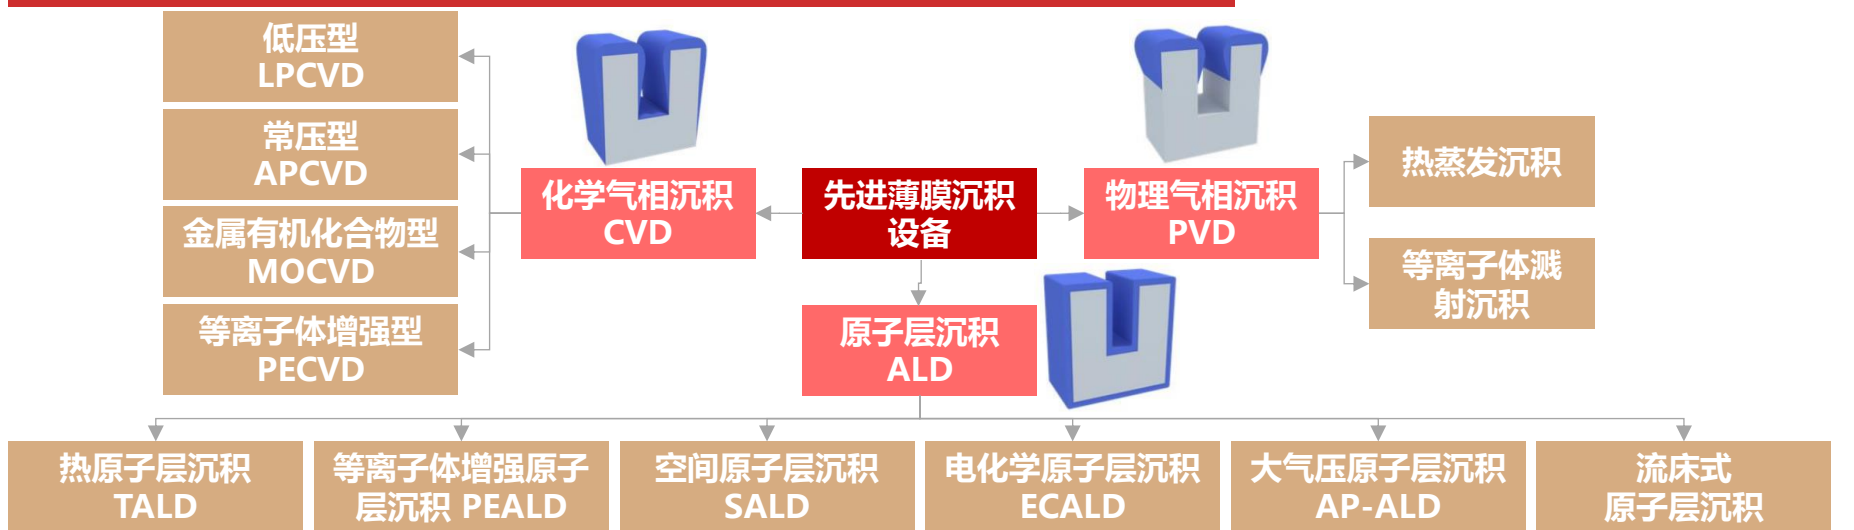 低压型
LPCVD
常压型
APCVD
金属有机化合物型
MOCVD
等离子体增强型
PECVD
化学气相沉积
CVD
先进薄膜沉积
设备
物理气相沉积
PVD
热蒸发沉积
等离子体溅
射沉积
原子层沉积
ALD
热原子层沉积
TALD
等离子体增强原子
层沉积 PEALD
空间原子层沉积
SALD
电化学原子层沉积
ECALD
大气压原子层沉积
AP-ALD
流床式
原子层沉积